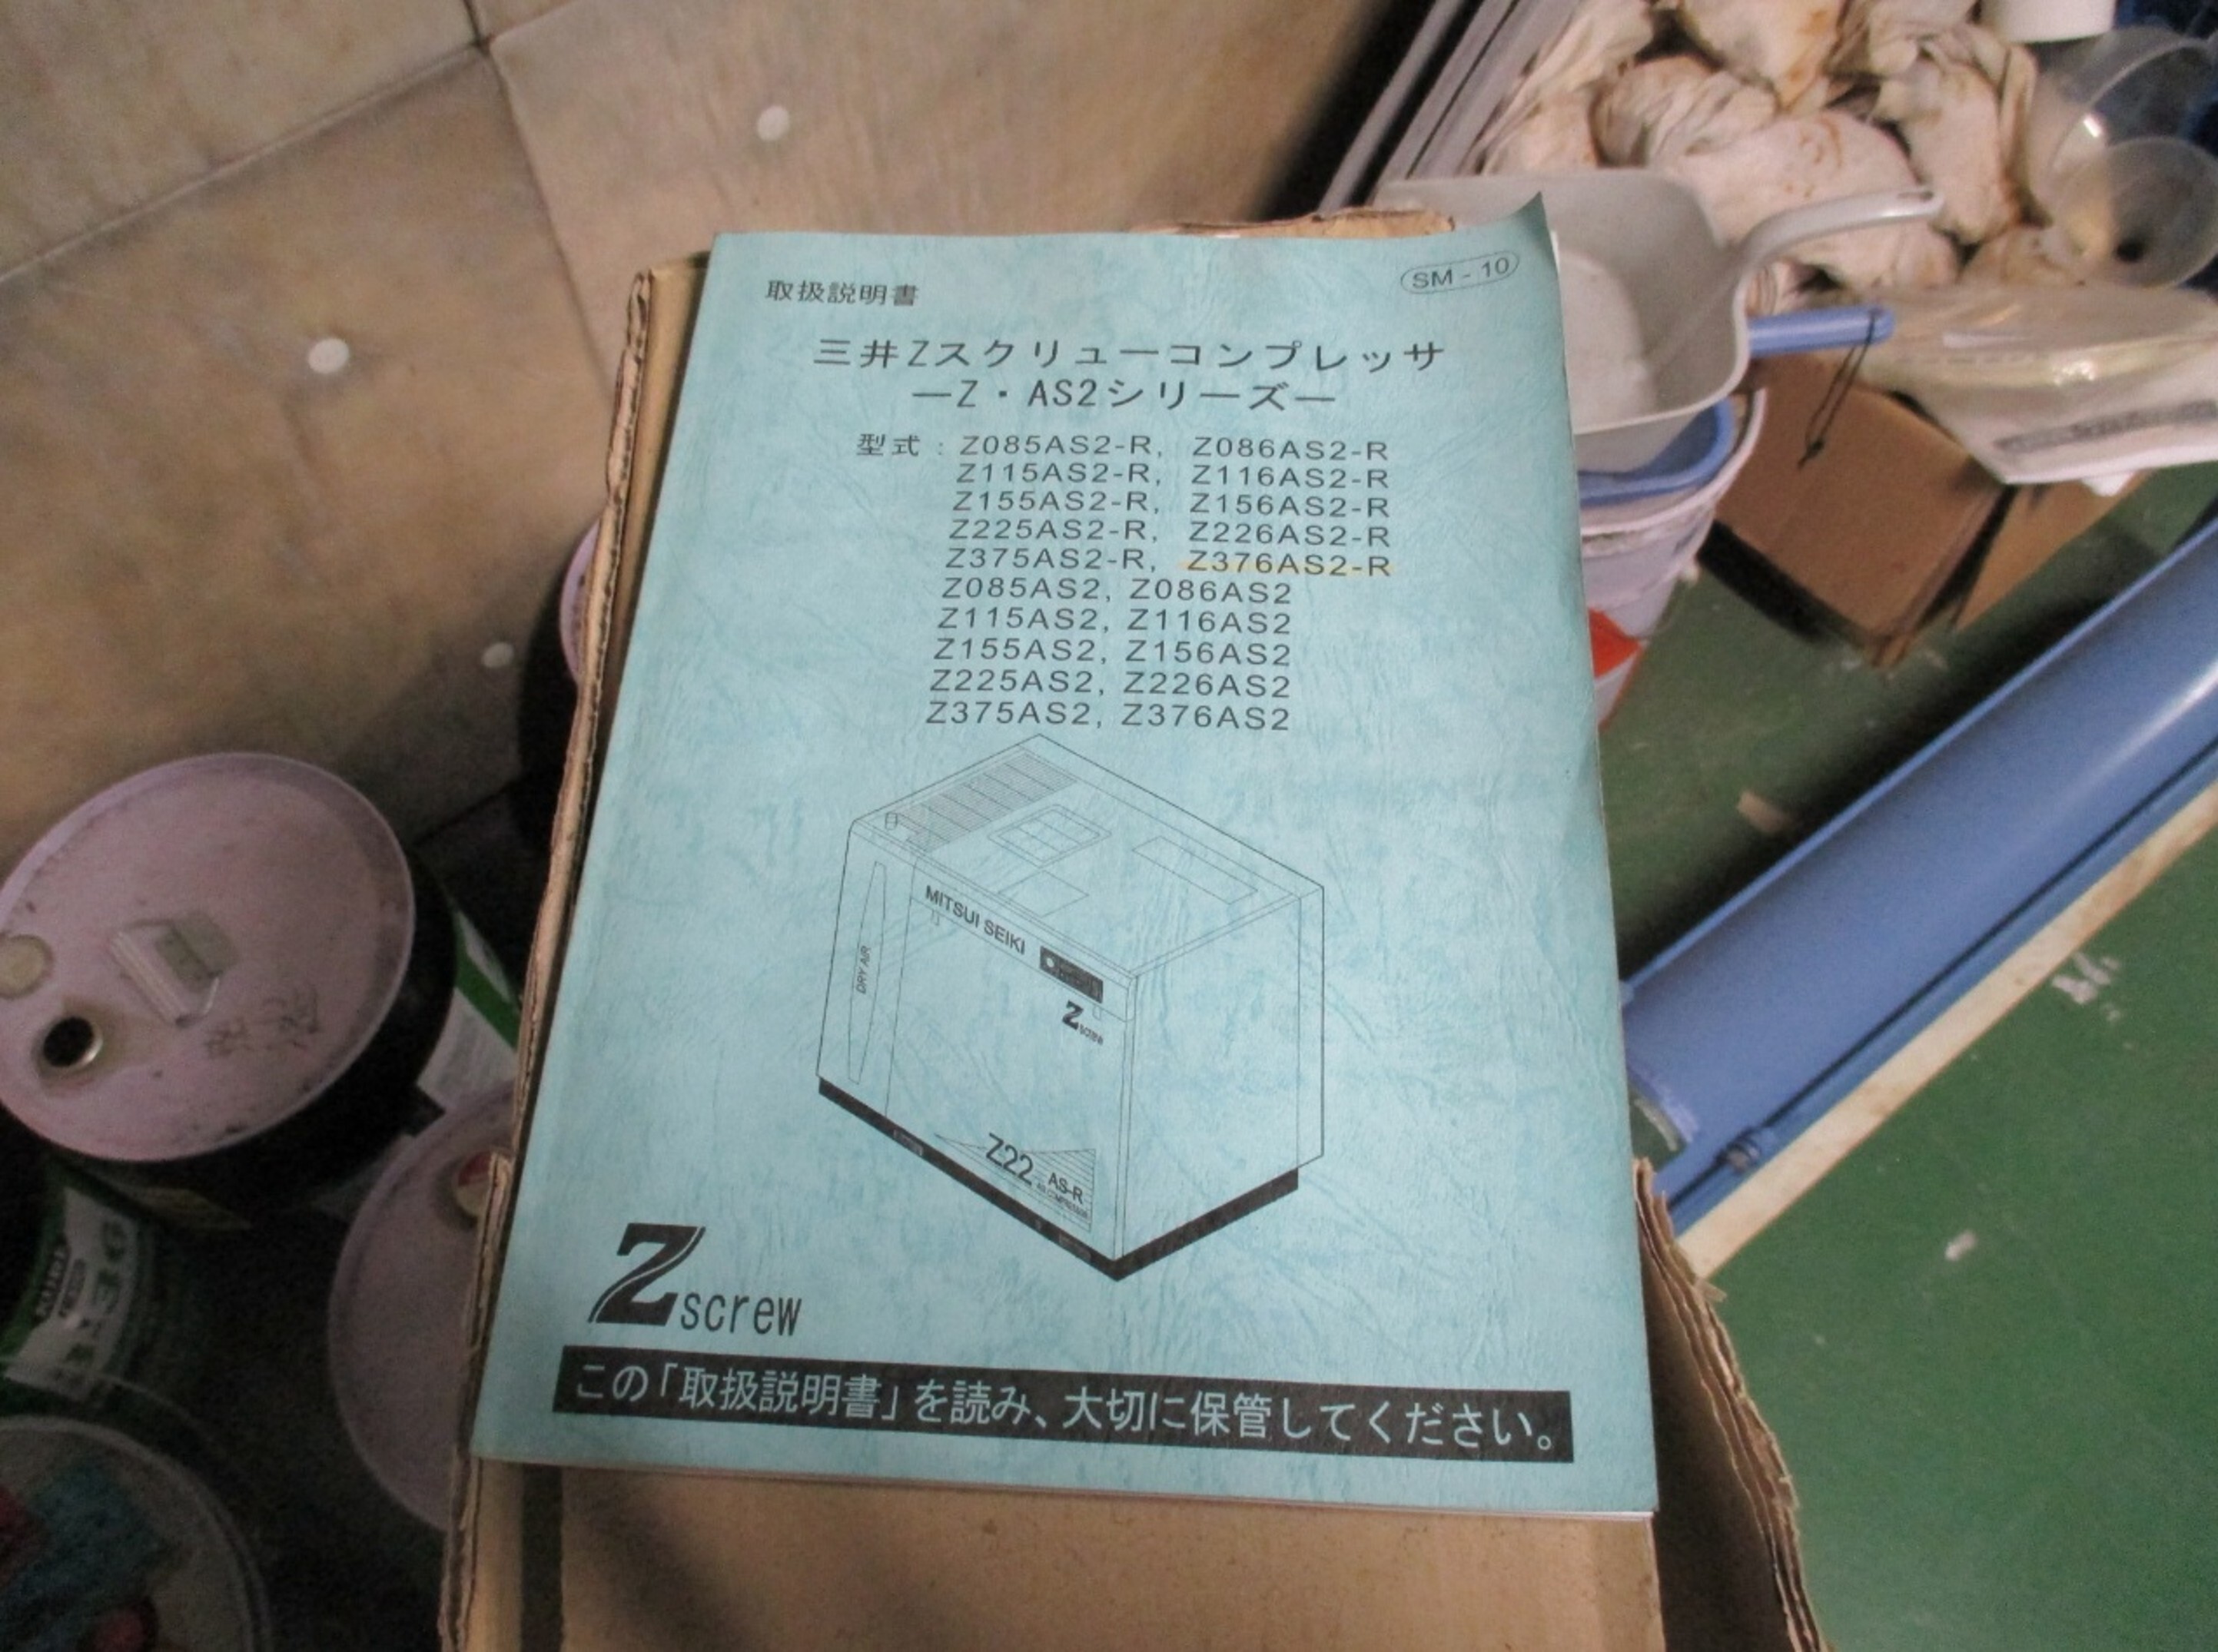 取扱説明書
SM-10
三井Zスクリューコンプレッサ
―Z・AS2シリーズ―
型式：Z085AS2-R, Z086AS2-R
Z115AS2-R, Z116AS2-R
Z155AS2-R, Z156AS2-R
Z225AS2-R, Z226AS2-R
Z375AS2-R, Z376AS2-R
Z085AS2, Z086AS2
Z115AS2, Z116AS2
Z155AS2, Z156AS2
Z225AS2, Z226AS2
Z375AS2, Z376AS2
MITSUI SEIKI
DRY AIR
Z screw
Z22 AS-R
Z screw
この「取扱説明書」を読み、大切に保管してください。